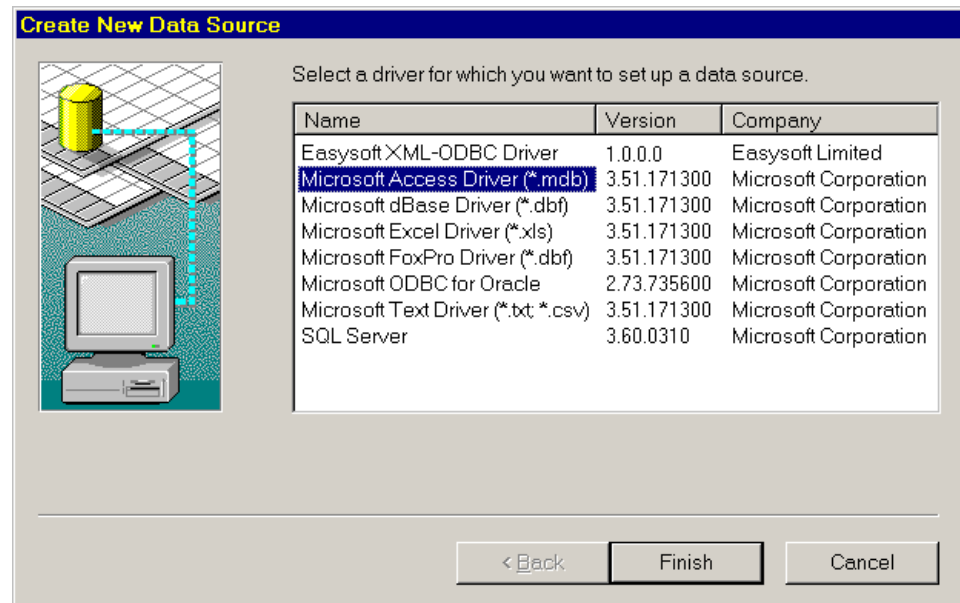 Create New Data Source
Select a driver for which you want to set up a data source.
Name Version Company
Easysoft XML-ODBC Driver 1.0.0.0 Easysoft Limited
Microsoft Access Driver (*.mdb) 3.51.171300 Microsoft Corporation
Microsoft dBase Driver (*.dbf) 3.51.171300 Microsoft Corporation
Microsoft Excel Driver (*.xls) 3.51.171300 Microsoft Corporation
Microsoft FoxPro Driver (*.dbf) 3.51.171300 Microsoft Corporation
Microsoft ODBC for Oracle 2.73.735600 Microsoft Corporation
Microsoft Text Driver (*.txt; *.csv) 3.51.171300 Microsoft Corporation
SQL Server 3.60.0310 Microsoft Corporation
< Back Finish Cancel